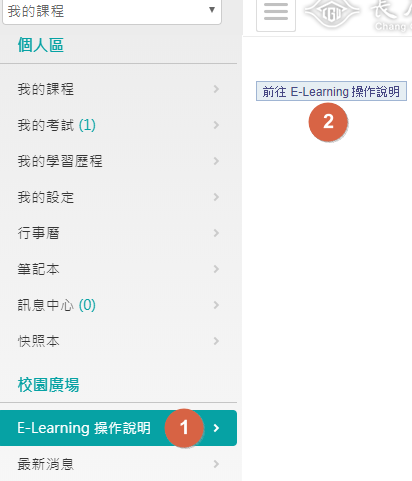 我的課程
個人區
我的課程
我的考試 (1)
我的學習歷程
我的設定
行事曆
筆記本
訊息中心 (0)
快照本
校園廣場
E-Learning 操作說明 1
最新消息
CGU 長
Chang G
前往 E-Learning 操作說明
2